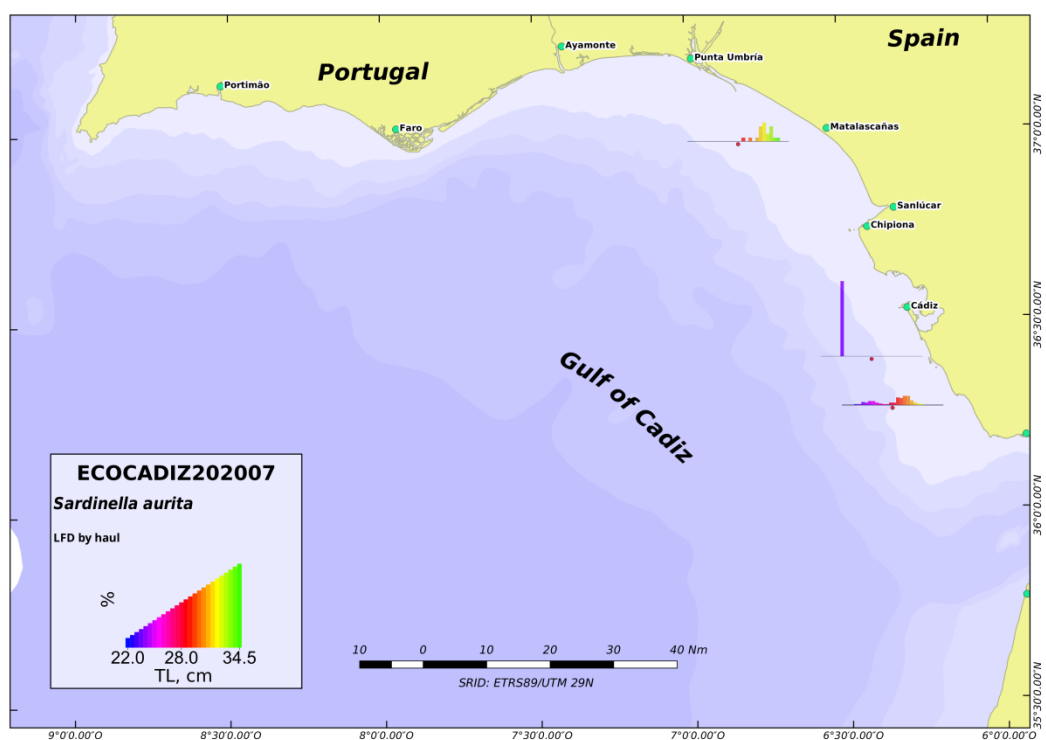 Spain
Portugal
Ayamonte
Punta Umbría
Portimão
Faro
Matalascañas
Sanlúcar
Chipiona
Cádiz
Gulf of Cadiz
37°0'0.00"N
36°30'0.00"N
36°0'0.00"N
35°30'0.00"N
ECOCADIZ202007
Sardinella aurita
LFD by haul
%
22.0 28.0 34.5
TL, cm
10 0 10 20 30 40 Nm
SRID: ETRS89/UTM 29N
9°0'0.00"O 8°30'0.00"O 8°0'0.00"O 7°30'0.00"O 7°0'0.00"O 6°30'0.00"O 6°0'0.00"O